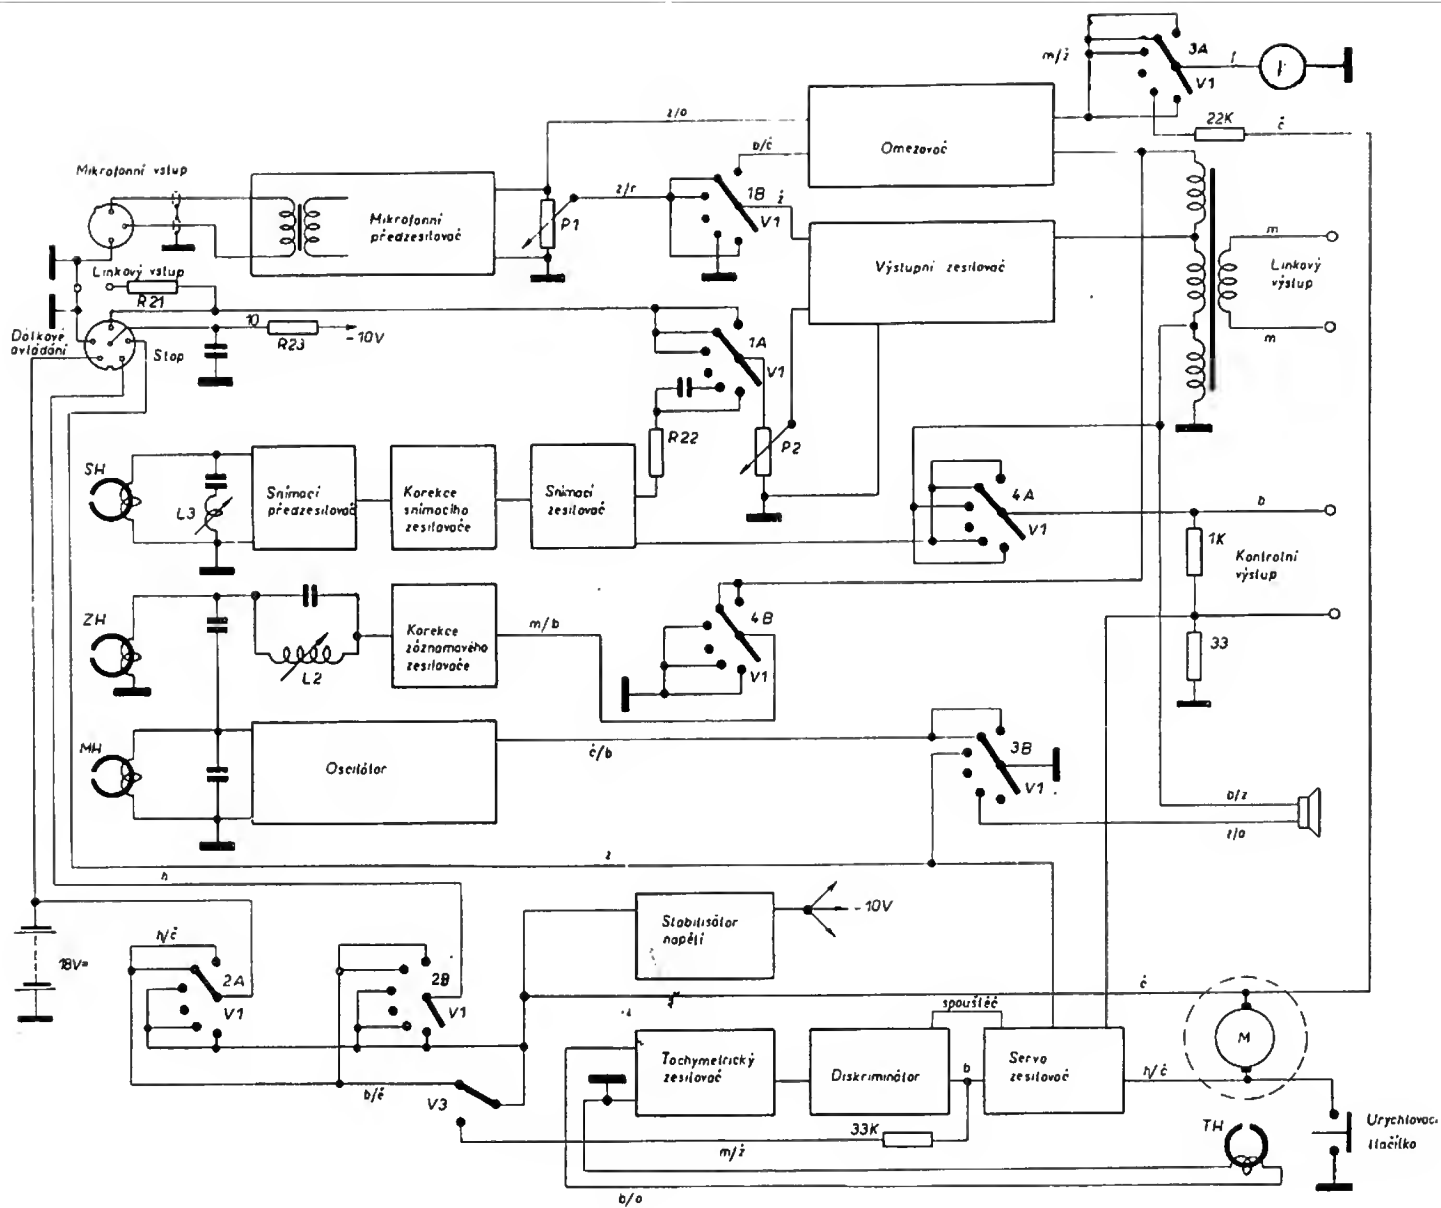 m/ž
3A
V1
f
22K
č
ž/o
b/č
Omezovač
Mikrofonní vstup
Mikrofonní
předzesilovač
P1
ž/r
1B
ž
V1
Výstupní zesilovač
m
Linkový
výstup
m
Linkový vstup
R21
10
R23
-10V
Dálkové
ovládání
Stop
1A
V1
R22
P2
SH
L3
Snímací
předzesilovač
Korekce
snímacího
zesilovače
Snímací
zesilovač
4A
V1
b
1K
Kontrolní
výstup
33
ZH
L2
Korekce
záznamového
zesilovače
m/b
4B
V1
MH
Oscilátor
č/b
3B
V1
b/z
z/o
z
h
18V=
h/č
2A
V1
2B
V1
Stabilisátor
napětí
-10V
č
spouštěč
Tachymetrický
zesilovač
Diskriminátor
b
Servo
zesilovač
h/č
M
b/č
V3
33K
m/ž
b/o
TH
Urychlovací
tlačítko